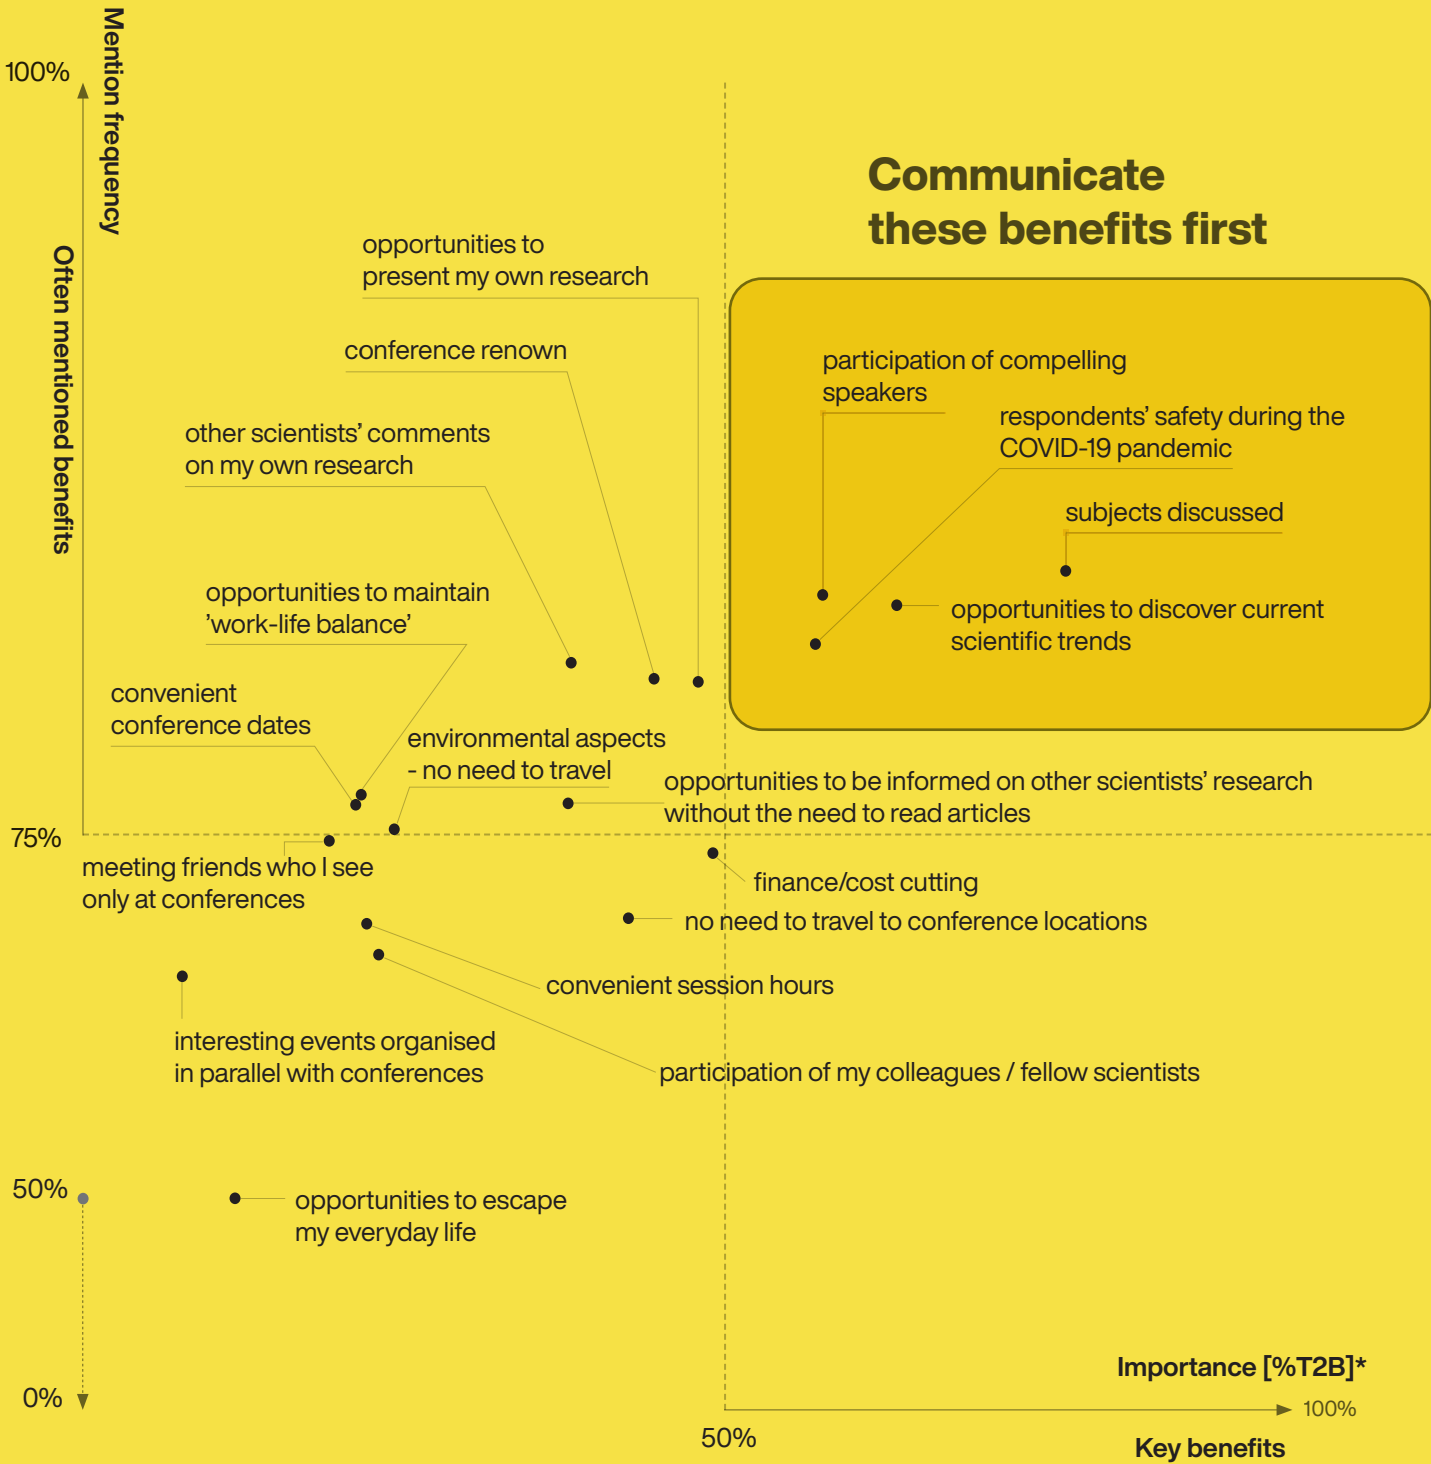 Mention frequency
100%
Communicate
these benefits first
opportunities to
present my own research
Often mentioned benefits
conference renown
participation of compelling
speakers
respondents’ safety during the
COVID-19 pandemic
other scientists’ comments
on my own research
subjects discussed
opportunities to maintain
’work-life balance’
opportunities to discover current
scientific trends
convenient
conference dates
environmental aspects
- no need to travel
opportunities to be informed on other scientists’ research
without the need to read articles
75%
meeting friends who I see
only at conferences
finance/cost cutting
no need to travel to conference locations
convenient session hours
interesting events organised
in parallel with conferences
participation of my colleagues / fellow scientists
50%
opportunities to escape
my everyday life
Importance [%T2B]*
0%
100%
50%
Key benefits